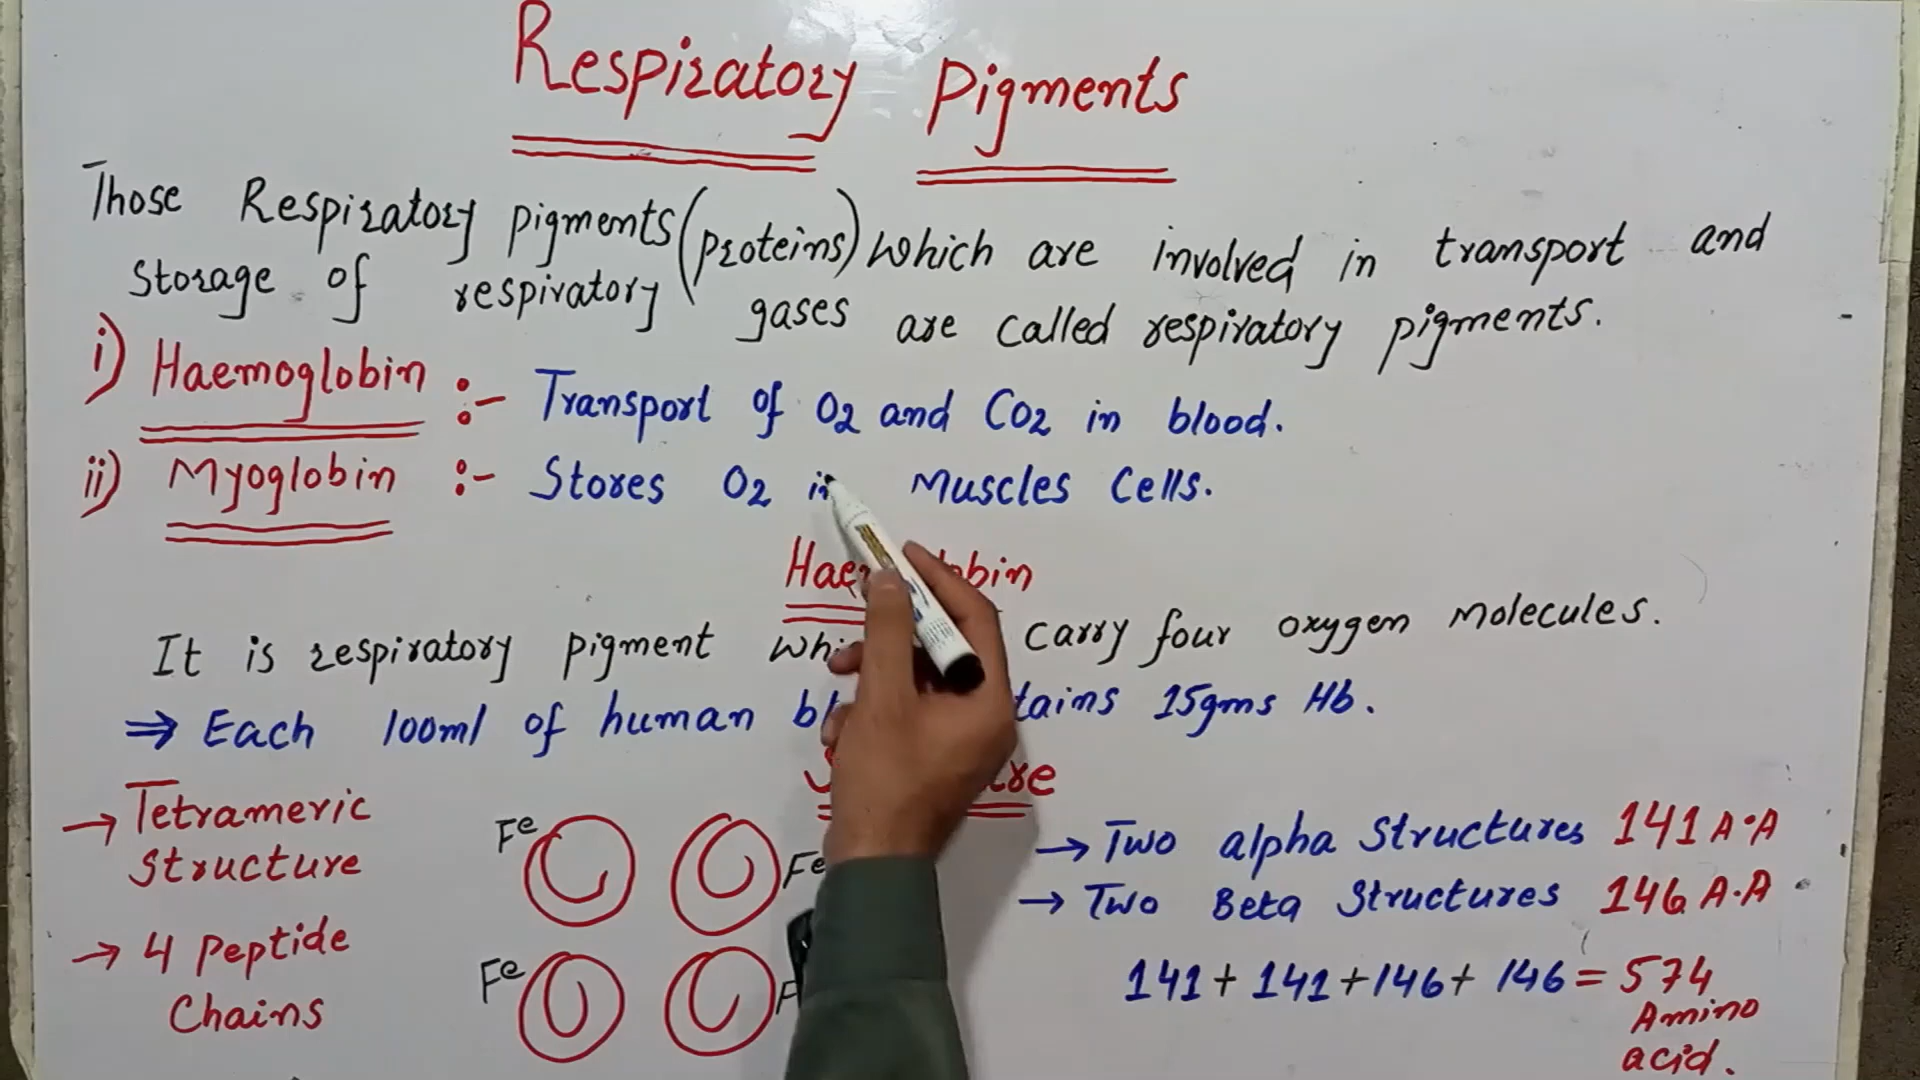 Respiratory Pigments
Those Respiratory pigments (proteins) which are involved in transport and
storage of respiratory gases are called respiratory pigments.
i) Haemoglobin :- Transport of O2 and CO2 in blood.
ii) Myoglobin :- Stores O2 in Muscles Cells.
It is respiratory pigment carry four oxygen molecules.
⇒ Each 100ml of human 15gms Hb.
→ Tetrameric
Structure
→ 4 peptide
Chains
Fe
Fe
Fe
→ Two alpha Structures 141 A.A
→ Two Beta Structures 146 A.A
141 + 141 + 146 + 146 = 574
Amino
acid.